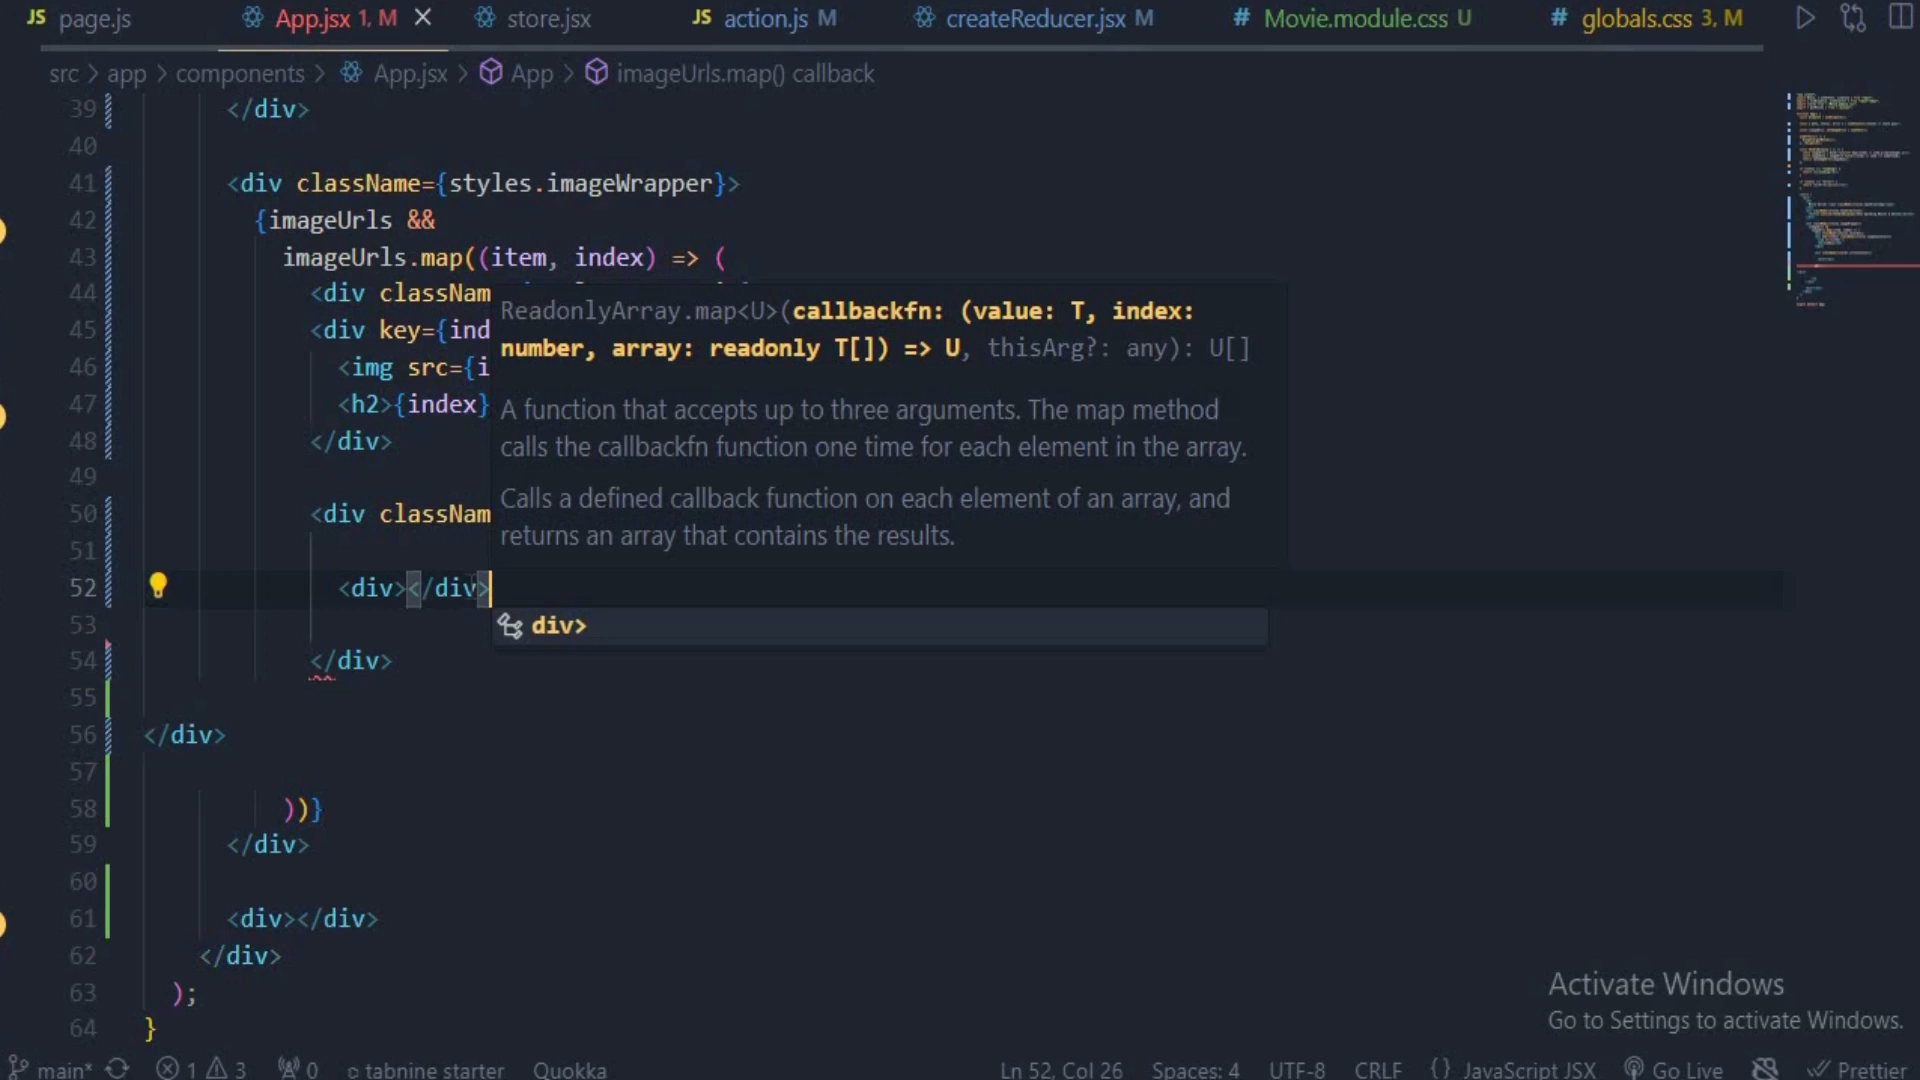 JS page.js App.jsx 1, M store.jsx JS action.js M createReducer.jsx M # Movie.module.css U # globals.css 3, M
src > app > components > App.jsx > App > imageUrls.map() callback
39 </div>
40
41 <div className={styles.imageWrapper}>
42 {imageUrls &&
43 imageUrls.map((item, index) => (
44 <div classNam
45 <div key={ind
46 <img src={i
47 <h2>{index}
48 </div>
49
50 <div classNam
51
52 <div></div>
53
54 </div>
55
56 </div>
57
58 ))}
59 </div>
60
61 <div></div>
62 </div>
63 );
64 }
ReadonlyArray.map<U>(callbackfn: (value: T, index:
number, array: readonly T[]) => U, thisArg?: any): U[]
A function that accepts up to three arguments. The map method
calls the callbackfn function one time for each element in the array.
Calls a defined callback function on each element of an array, and
returns an array that contains the results.
div>
Activate Windows
Go to Settings to activate Windows.
main* 1 3 0 tabnine starter Quokka Ln 52, Col 26 Spaces: 4 UTF-8 CRLF {} JavaScript JSX Go Live Prettier